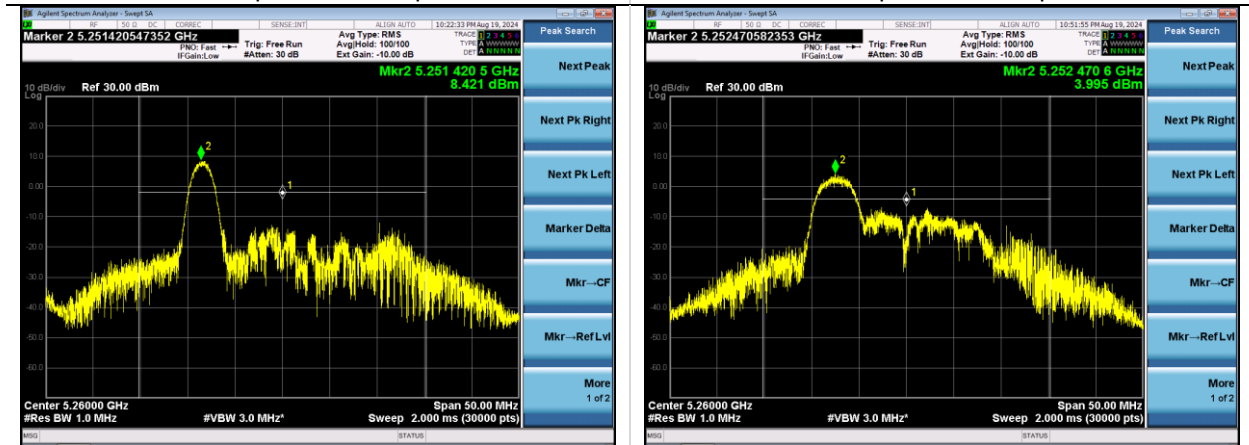 Agilent Spectrum Analyzer - Swept SA
RF 50 Ω DC CORREC SENSE:INT ALIGN AUTO 10:22:33 PM Aug 19, 2024
Marker 2 5.251420547352 GHz
Avg Type: RMS
TRACE 1 2 3 4 5 6
Peak Search
PNO: Fast
Trig: Free Run
Avg|Hold: 100/100
TYPE A WWWWW
IFGain:Low
#Atten: 30 dB
Ext Gain: -10.00 dB
DET A N N N N N
Mkr2 5.251 420 5 GHz
8.421 dBm
10 dB/div
Log
Ref 30.00 dBm
20.0
10.0
0.00
-10.0
-20.0
-30.0
-40.0
-50.0
-60.0
2
1
Center 5.26000 GHz
Span 50.00 MHz
#Res BW 1.0 MHz
#VBW 3.0 MHz*
Sweep 2.000 ms (30000 pts)
MSG
STATUS
Next Peak
Next Pk Right
Next Pk Left
Marker Delta
Mkr→CF
Mkr→Ref Lvl
More
1 of 2
Agilent Spectrum Analyzer - Swept SA
RF 50 Ω DC CORREC SENSE:INT ALIGN AUTO 10:51:55 PM Aug 19, 2024
Marker 2 5.252470582353 GHz
Avg Type: RMS
TRACE 1 2 3 4 5 6
Peak Search
PNO: Fast
Trig: Free Run
Avg|Hold: 100/100
TYPE A WWWWW
IFGain:Low
#Atten: 30 dB
Ext Gain: -10.00 dB
DET A N N N N N
Mkr2 5.252 470 6 GHz
3.995 dBm
10 dB/div
Log
Ref 30.00 dBm
20.0
10.0
0.00
-10.0
-20.0
-30.0
-40.0
-50.0
-60.0
2
1
Center 5.26000 GHz
Span 50.00 MHz
#Res BW 1.0 MHz
#VBW 3.0 MHz*
Sweep 2.000 ms (30000 pts)
MSG
STATUS
Next Peak
Next Pk Right
Next Pk Left
Marker Delta
Mkr→CF
Mkr→Ref Lvl
More
1 of 2